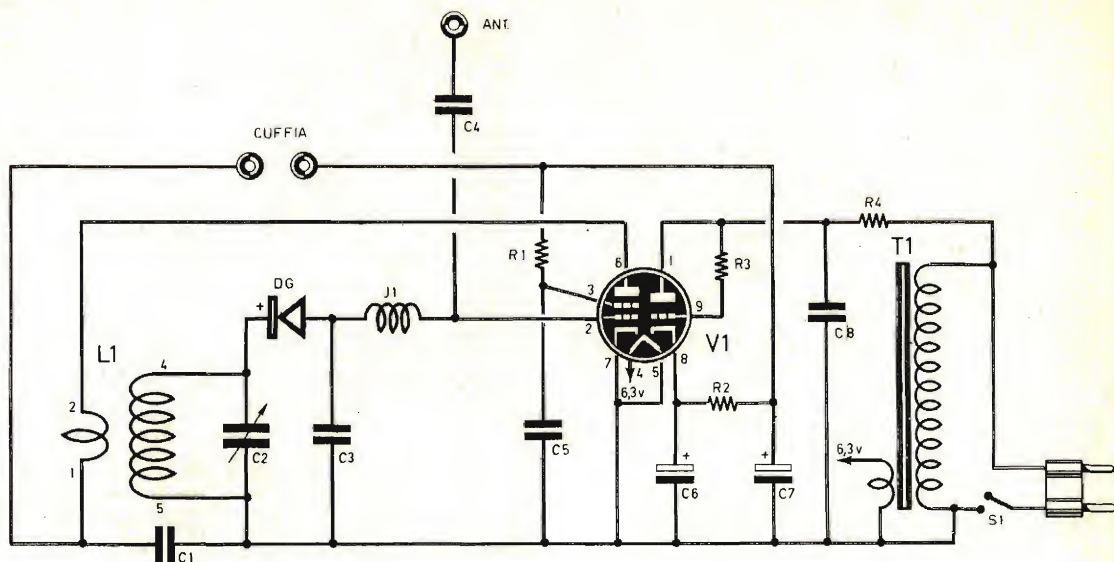 ANT.
C4
CUFFIA
R4
T1
R1
6
1
R3
DG
J1
3
2
9
V1
C8
L1
4
7
4
5
8
6,3v
R2
2
1
C2
C3
C5
+
C6
+
C7
6,3v
5
C1
S1
+